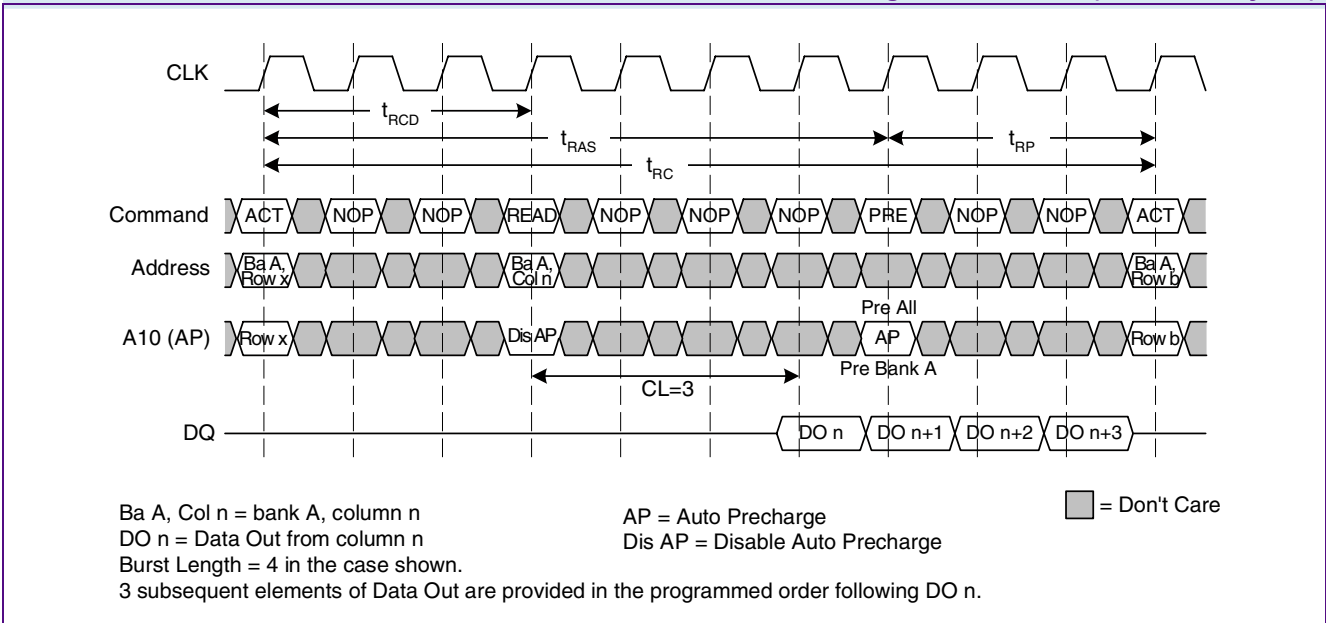 CLK
tRCD
tRAS
tRP
tRC
Command ACT NOP NOP READ NOP NOP NOP PRE NOP NOP ACT
Address Ba A, Row x Ba A, Col n Ba A, Row b
Pre All
A10 (AP) Row x Dis AP AP Row b
Pre Bank A
CL=3
DQ DO n DO n+1 DO n+2 DO n+3
Ba A, Col n = bank A, column n
DO n = Data Out from column n
Burst Length = 4 in the case shown.
3 subsequent elements of Data Out are provided in the programmed order following DO n.
AP = Auto Precharge
Dis AP = Disable Auto Precharge
= Don't Care